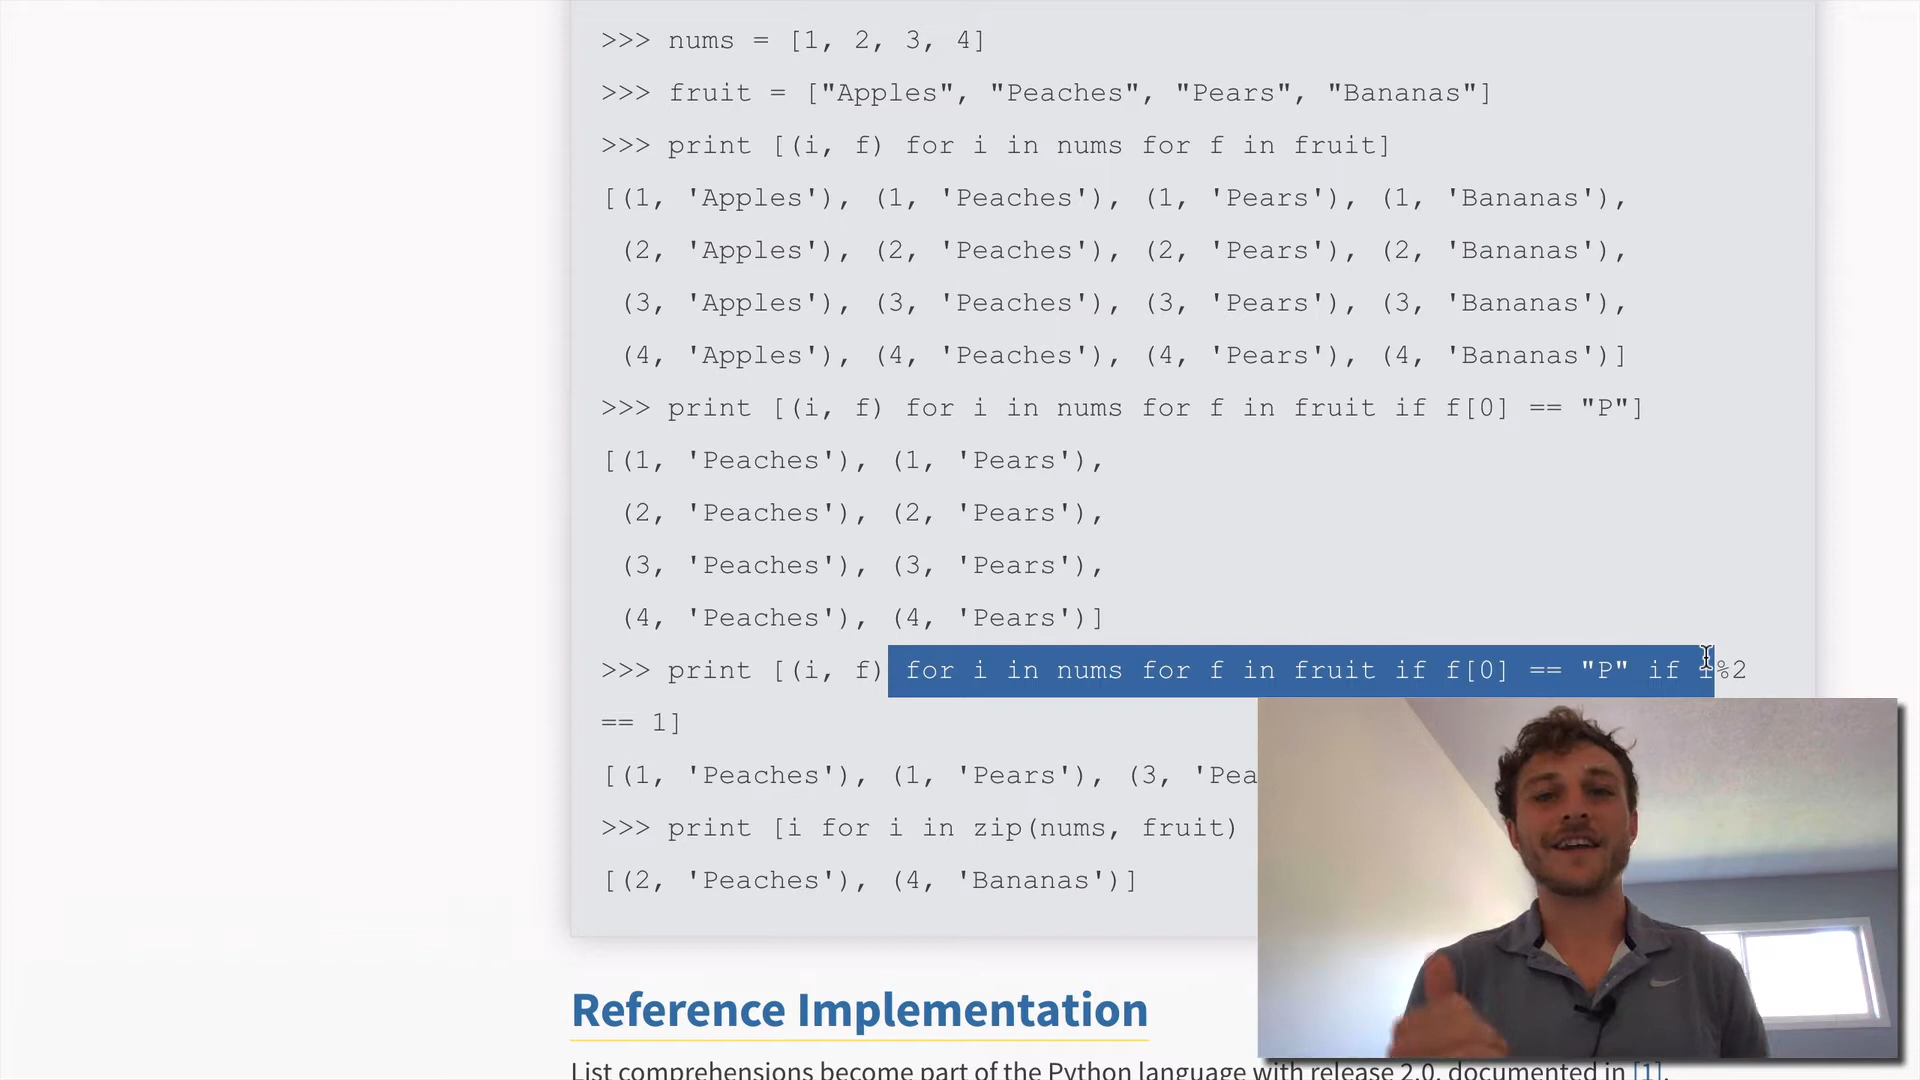 >>> nums = [1, 2, 3, 4]
>>> fruit = ["Apples", "Peaches", "Pears", "Bananas"]
>>> print [(i, f) for i in nums for f in fruit]
[(1, 'Apples'), (1, 'Peaches'), (1, 'Pears'), (1, 'Bananas'),
 (2, 'Apples'), (2, 'Peaches'), (2, 'Pears'), (2, 'Bananas'),
 (3, 'Apples'), (3, 'Peaches'), (3, 'Pears'), (3, 'Bananas'),
 (4, 'Apples'), (4, 'Peaches'), (4, 'Pears'), (4, 'Bananas')]
>>> print [(i, f) for i in nums for f in fruit if f[0] == "P"]
[(1, 'Peaches'), (1, 'Pears'),
 (2, 'Peaches'), (2, 'Pears'),
 (3, 'Peaches'), (3, 'Pears'),
 (4, 'Peaches'), (4, 'Pears')]
>>> print [(i, f) for i in nums for f in fruit if f[0] == "P" if i%2
== 1]
[(1, 'Peaches'), (1, 'Pears'), (3, 'Pea
>>> print [i for i in zip(nums, fruit)
[(2, 'Peaches'), (4, 'Bananas')]
Reference Implementation
List comprehensions become part of the Python language with release 2.0, documented in [1].